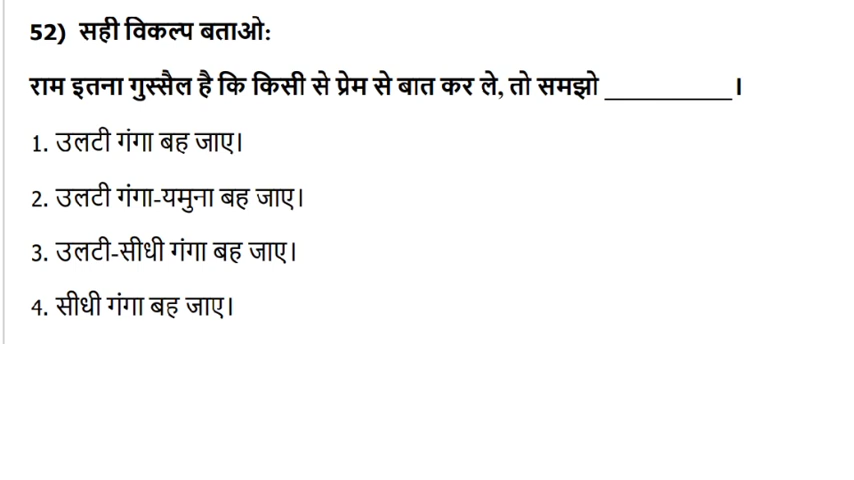 52) सही विकल्प बताओ:
राम इतना गुस्सैल है कि किसी से प्रेम से बात कर ले, तो समझो __________।
1. उलटी गंगा बह जाए।
2. उलटी गंगा-यमुना बह जाए।
3. उलटी-सीधी गंगा बह जाए।
4. सीधी गंगा बह जाए।